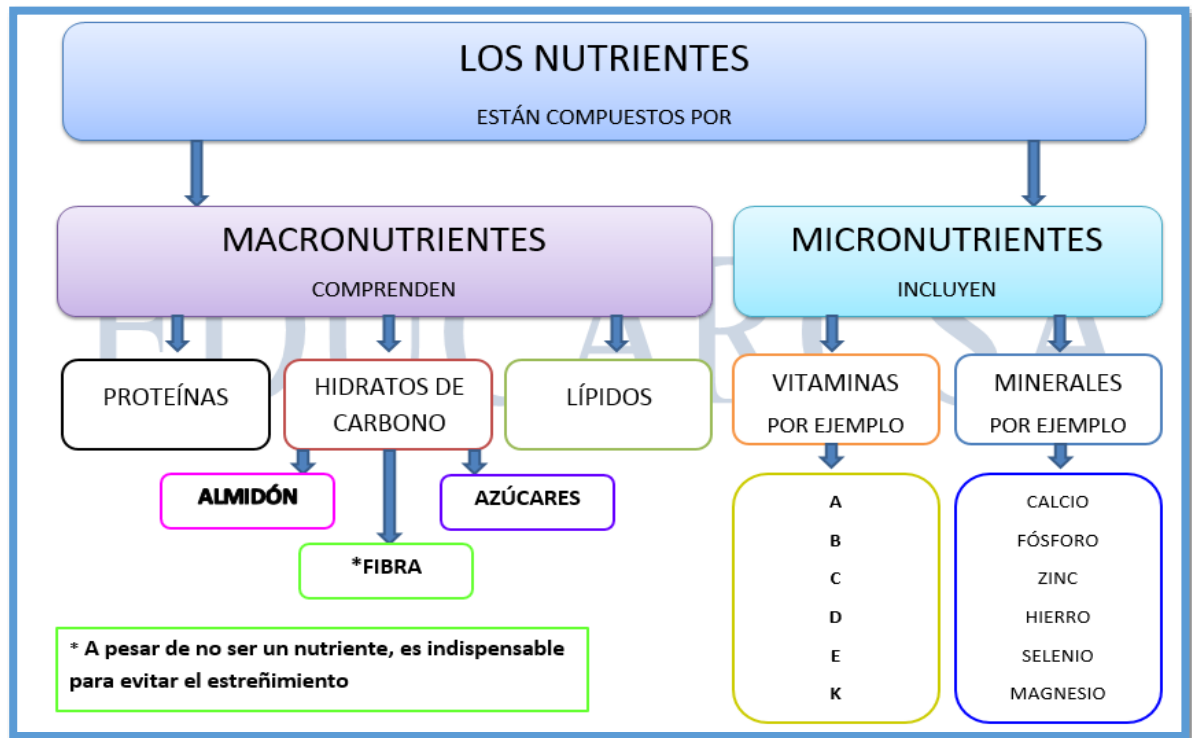 LOS NUTRIENTES
ESTÁN COMPUESTOS POR
MACRONUTRIENTES
COMPRENDEN
MICRONUTRIENTES
INCLUYEN
EDUCARCSA
PROTEÍNAS
HIDRATOS DE
CARBONO
LÍPIDOS
VITAMINAS
POR EJEMPLO
MINERALES
POR EJEMPLO
ALMIDÓN
AZÚCARES
*FIBRA
A
B
C
D
E
K
CALCIO
FÓSFORO
ZINC
HIERRO
SELENIO
MAGNESIO
* A pesar de no ser un nutriente, es indispensable
para evitar el estreñimiento